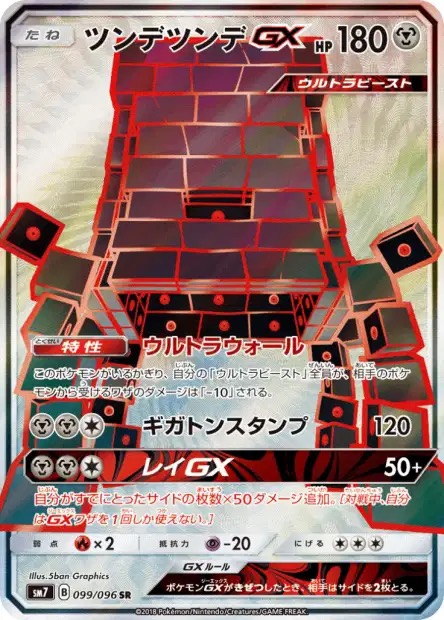 たね ツンデツンデGX HP180
ウルトラビースト
とくせい
特性 ウルトラウォール
このポケモンがいるかぎり、自分の「ウルトラビースト」全員が、相手のポケ
モンから受けるワザのダメージは「-10」される。
ギガトンスタンプ 120
レイGX 50+
自分がすでにとったサイドの枚数×50ダメージ追加。[対戦中、自分
はGXワザを1回しか使えない。]
弱点 ×2 抵抗力 -20 にげる
GXルール
Illus.5ban Graphics
ポケモンGXがきぜつしたとき、相手はサイドを2枚とる。
SM7 B 099/096 SR
©2018 Pokémon/Nintendo/Creatures/GAME FREAK.